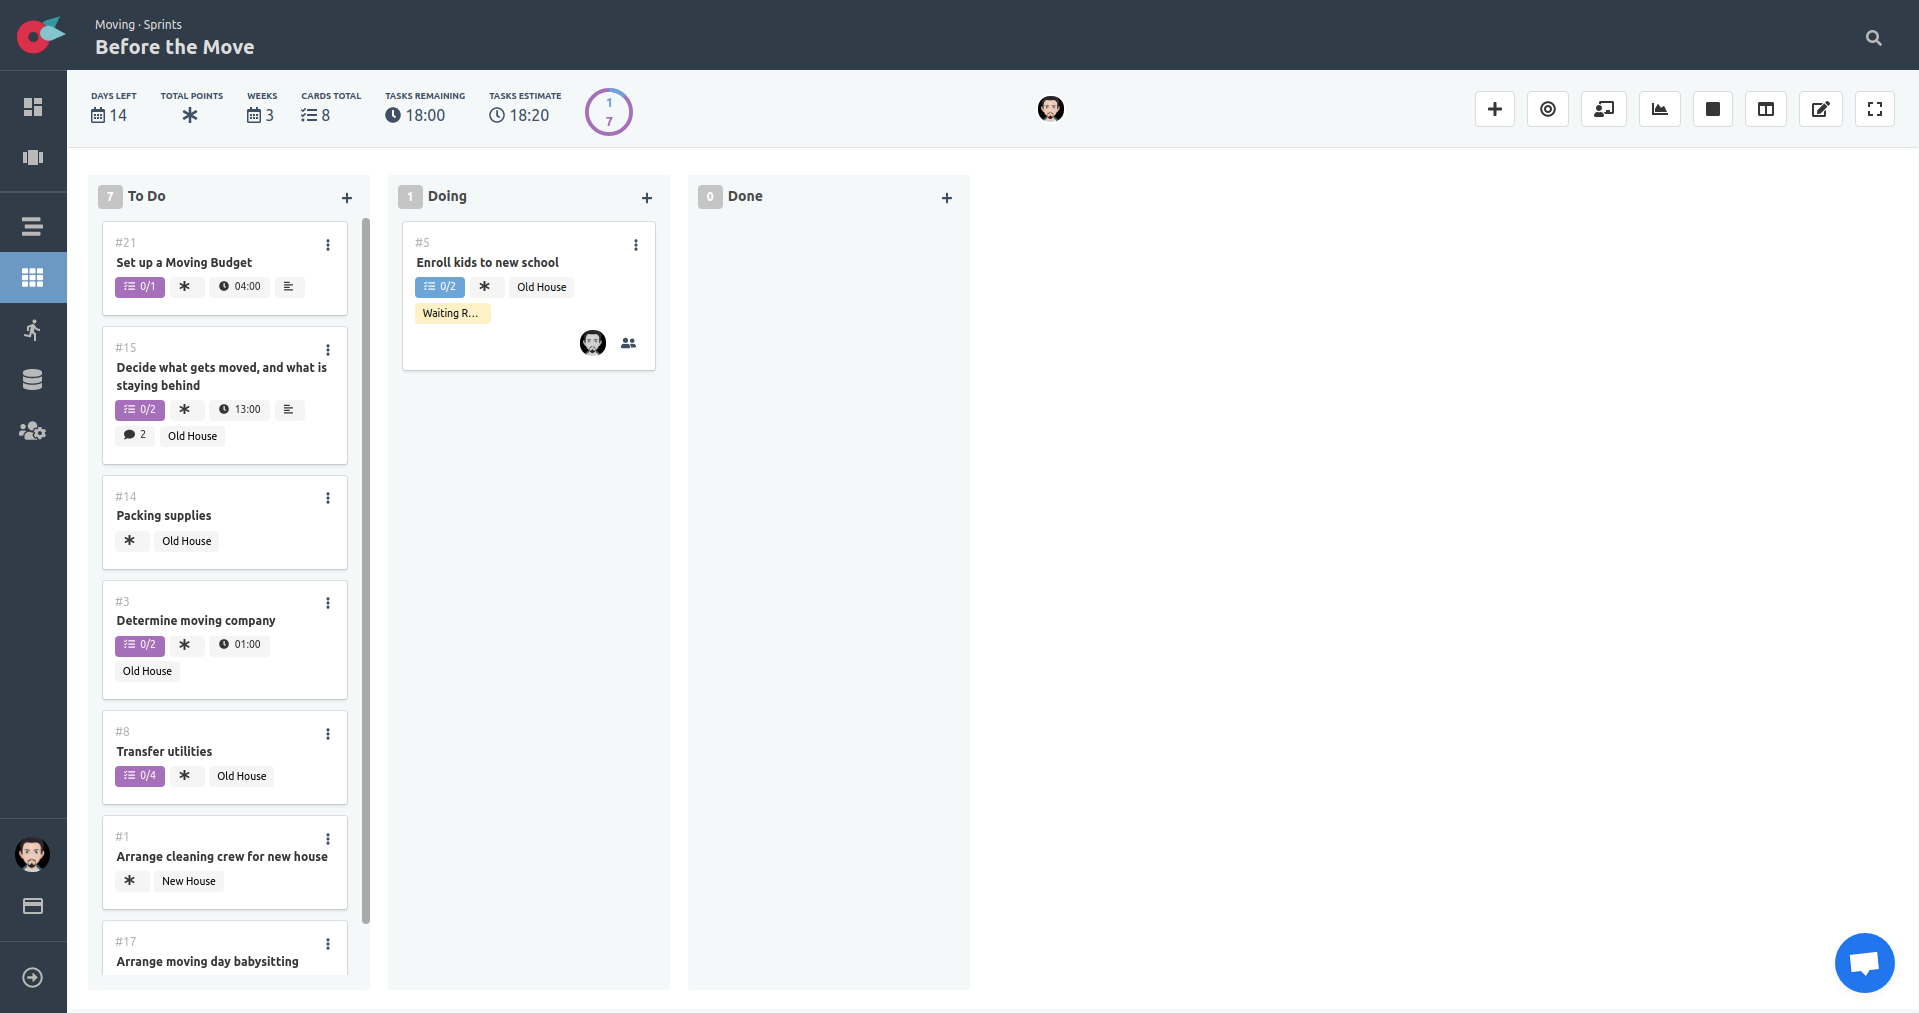 Moving · Sprints
Before the Move
DAYS LEFT
14
TOTAL POINTS
WEEKS
3
CARDS TOTAL
8
TASKS REMAINING
18:00
TASKS ESTIMATE
18:20
1
7
7 To Do
#21
Set up a Moving Budget
0/1 04:00
#15
Decide what gets moved, and what is
staying behind
0/2 13:00
2 Old House
#14
Packing supplies
Old House
#3
Determine moving company
0/2 01:00
Old House
#8
Transfer utilities
0/4 Old House
#1
Arrange cleaning crew for new house
New House
#17
Arrange moving day babysitting
1 Doing
#5
Enroll kids to new school
0/2 Old House
Waiting R...
0 Done